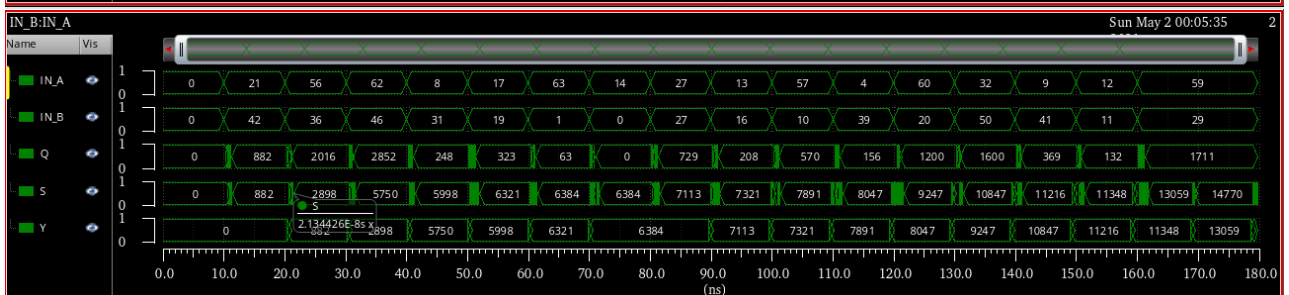 IN_B:IN_A
Sun May 2 00:05:35 2
Name Vis
IN_A 1 0 0 21 56 62 8 17 63 14 27 13 57 4 60 32 9 12 59
IN_B 1 0 0 42 36 46 31 19 1 0 27 16 10 39 20 50 41 11 29
Q 1 0 0 882 2016 2852 248 323 63 0 729 208 570 156 1200 1600 369 132 1711
S 1 0 0 882 2898 5750 5998 6321 6384 6384 7113 7321 7891 8047 9247 10847 11216 11348 13059 14770
S
2.134426E-8s x
Y 1 0 0 882 2898 5750 5998 6321 6384 7113 7321 7891 8047 9247 10847 11216 11348 13059
0.0 10.0 20.0 30.0 40.0 50.0 60.0 70.0 80.0 90.0 100.0 110.0 120.0 130.0 140.0 150.0 160.0 170.0 180.0
(ns)